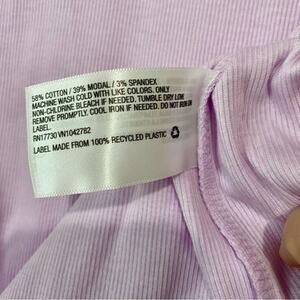 58% COTTON / 39% MODAL / 3% SPANDEX
MACHINE WASH COLD WITH LIKE COLORS. ONLY
NON-CHLORINE BLEACH IF NEEDED. TUMBLE DRY LOW
REMOVE PROMPTLY. COOL IRON IF NEEDED. DO NOT IRON ON
LABEL.
RN17730 VN1042782
LABEL MADE FROM 100% RECYCLED PLASTIC